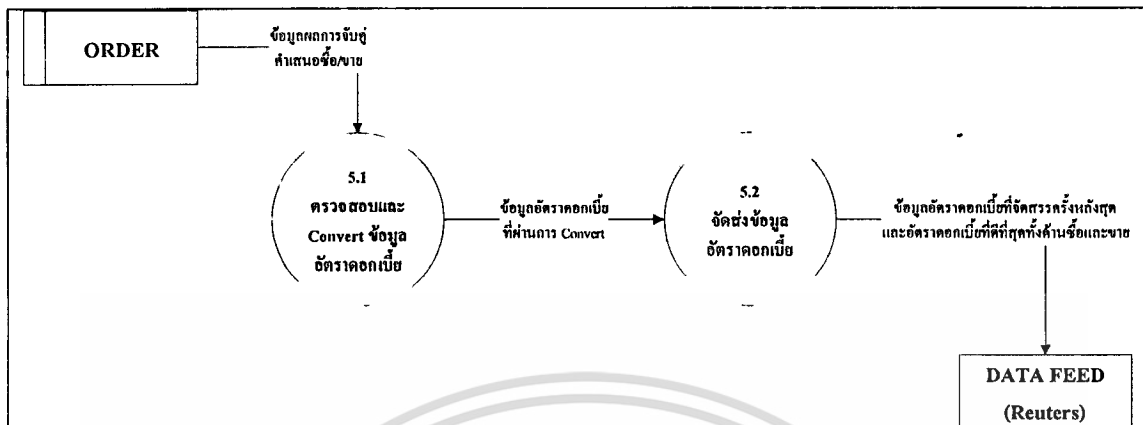 ORDER
ข้อมูลผลการจับคู่
คำเสนอซื้อ/ขาย
5.1
ตรวจสอบและ
Convert ข้อมูล
อัตราดอกเบี้ย
ข้อมูลอัตราดอกเบี้ย
ที่ผ่านการ Convert
5.2
จัดส่งข้อมูล
อัตราดอกเบี้ย
ข้อมูลอัตราดอกเบี้ยที่จัดสรรครั้งหลังสุด
และอัตราดอกเบี้ยที่ดีที่สุดทั้งด้านซื้อและขาย
DATA FEED
(Reuters)